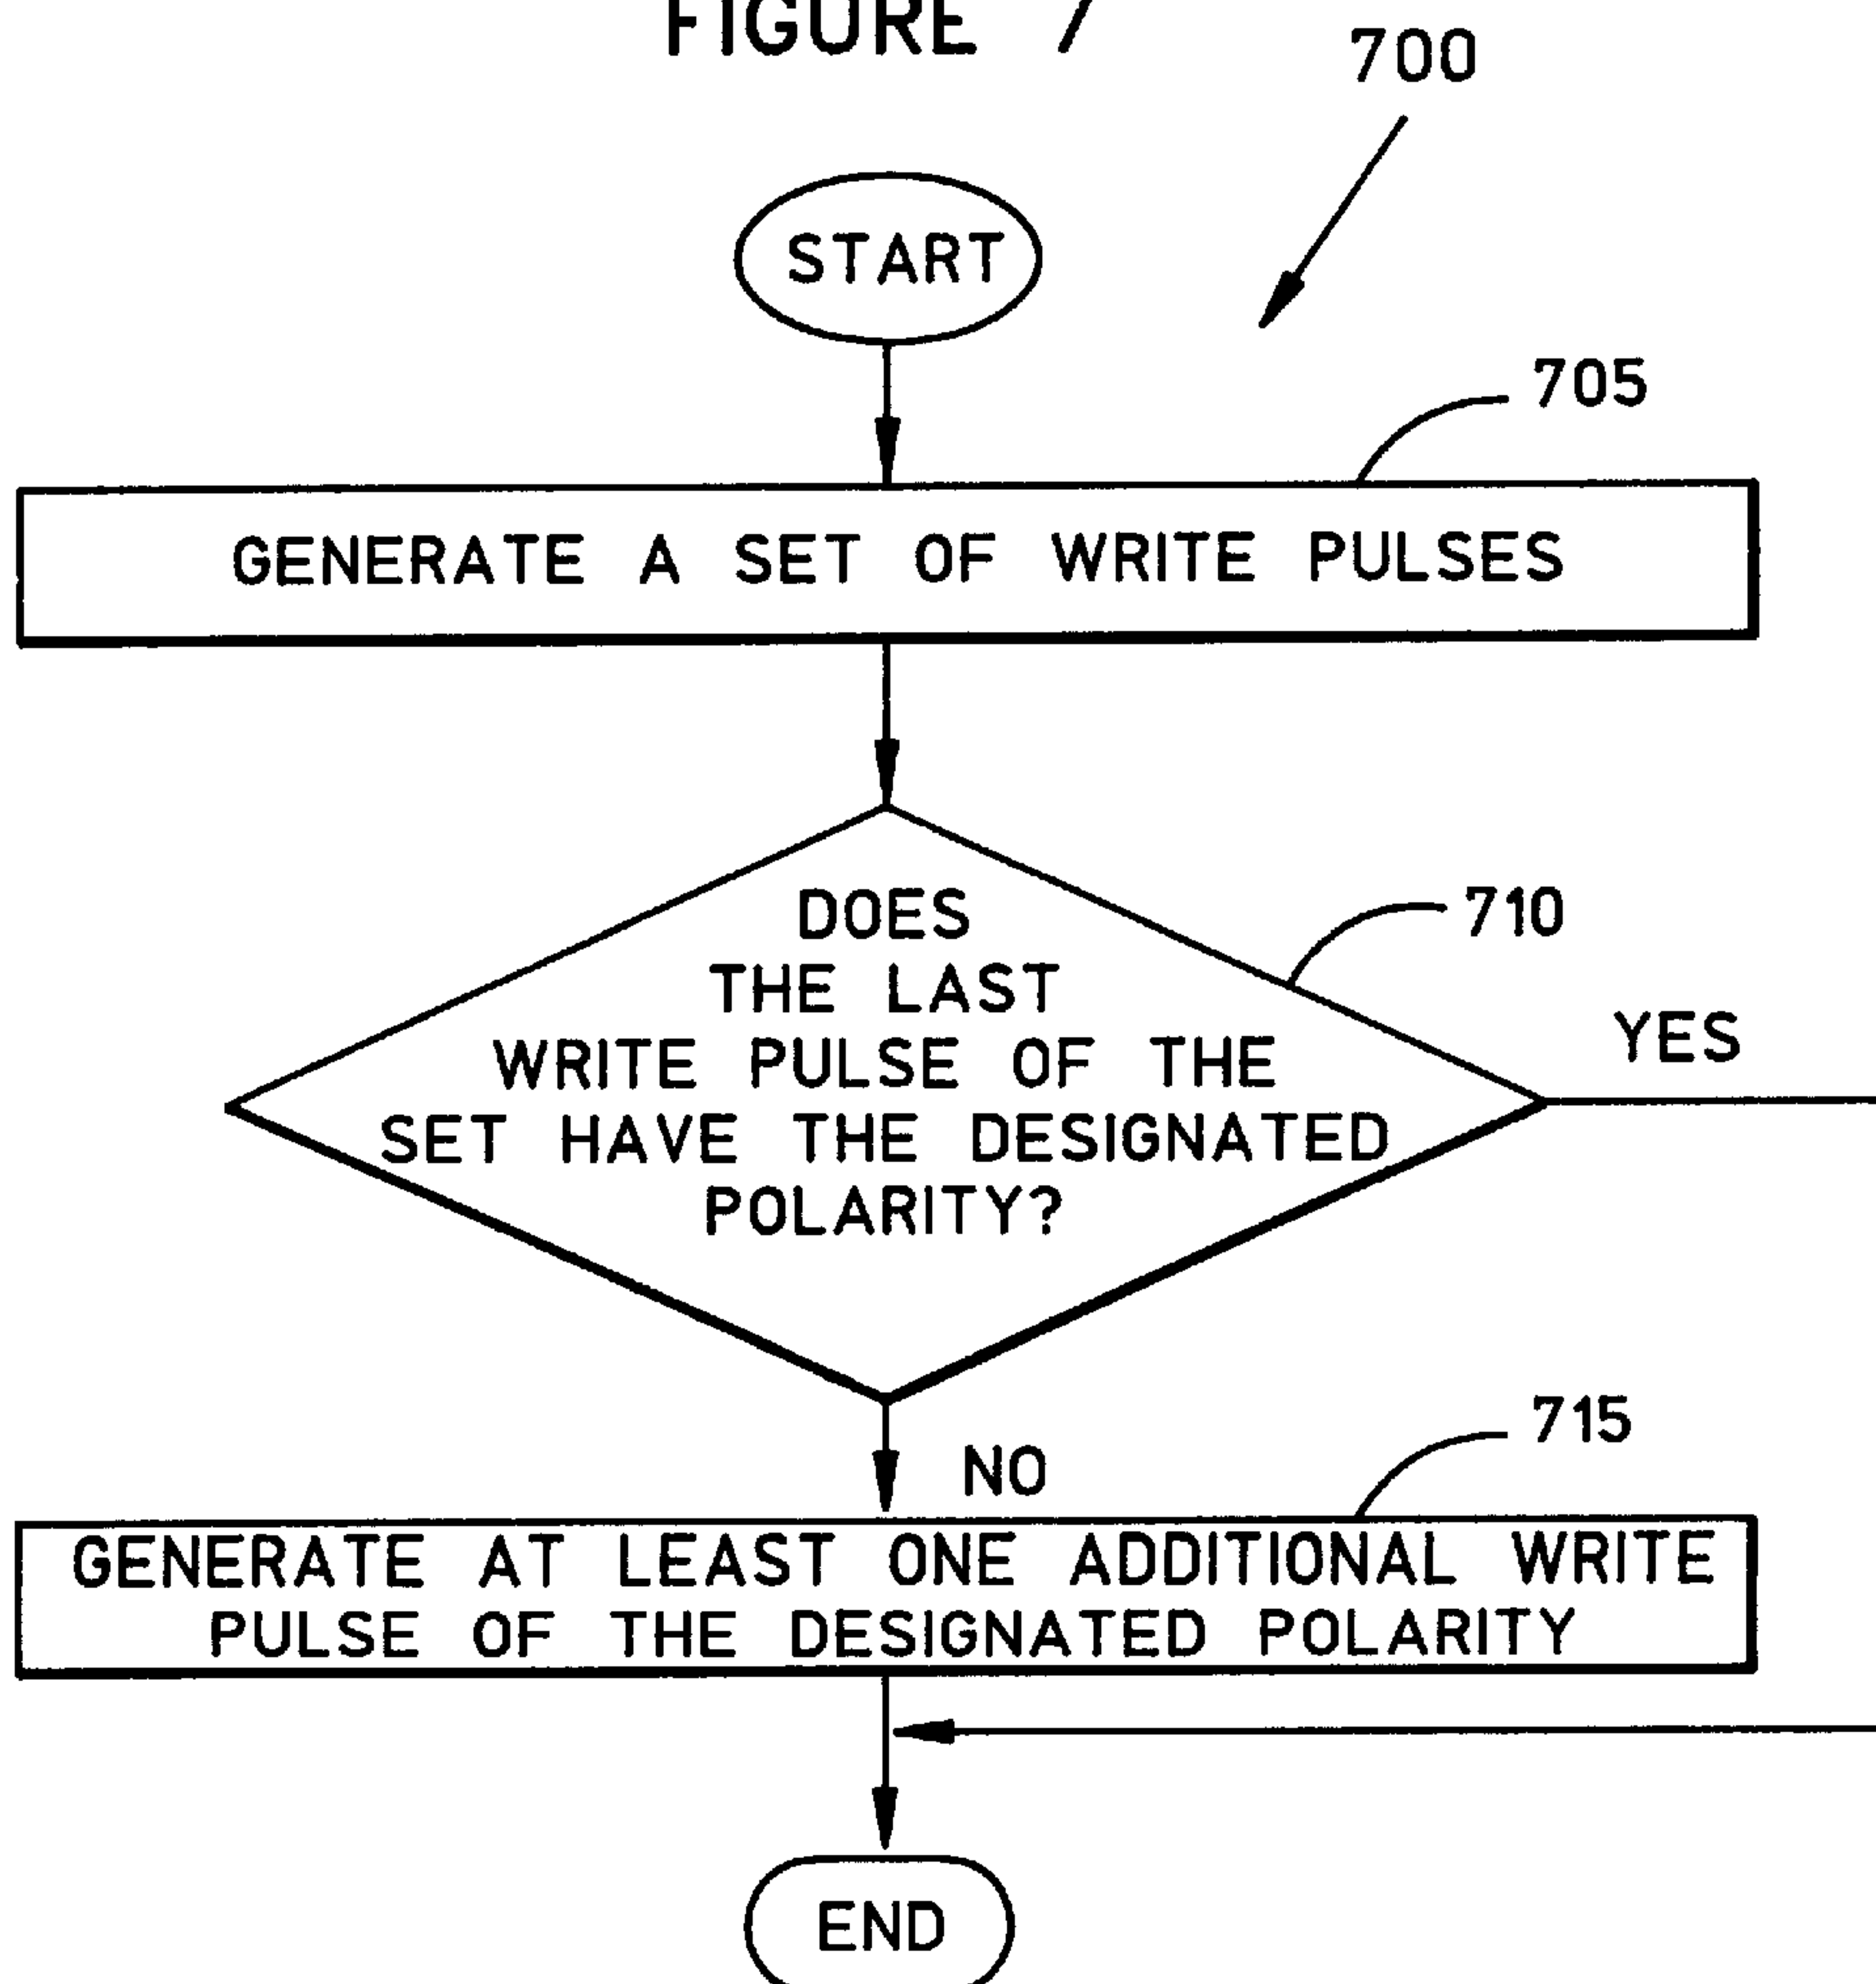 FIGURE 7
700
START
705
GENERATE A SET OF WRITE PULSES
DOES
THE LAST
WRITE PULSE OF THE
SET HAVE THE DESIGNATED
POLARITY?
710
YES
NO
715
GENERATE AT LEAST ONE ADDITIONAL WRITE
PULSE OF THE DESIGNATED POLARITY
END